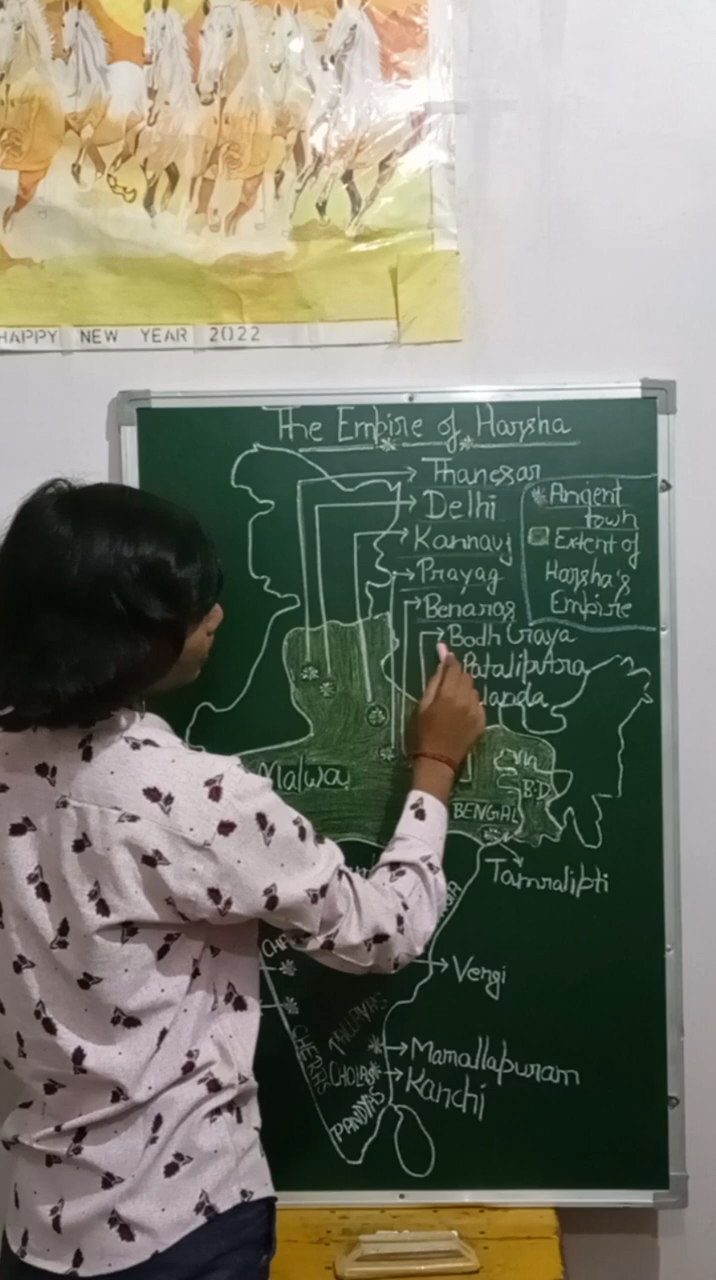 HAPPY NEW YEAR 2022
The Empire of Harsha
Thanesar
Delhi
Kannauj
Prayag
Benaras
Bodh Gaya
Pataliputra
Ancient
town
Extent of
Harsha's
Empire
Malwa
B.D
BENGAL
Tamralipti
Vengi
CHERAS
CHOLAS
PANDYAS
Mamallapuram
Kanchi